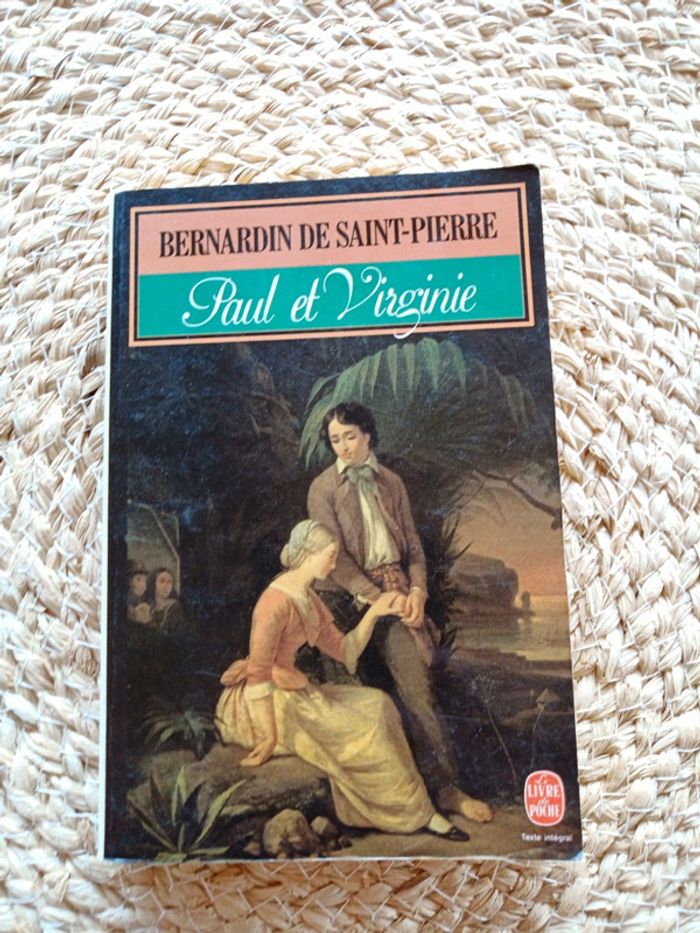 BERNARDIN DE SAINT-PIERRE
Paul et Virginie
Le
LIVRE
de
POCHE
Texte intégral